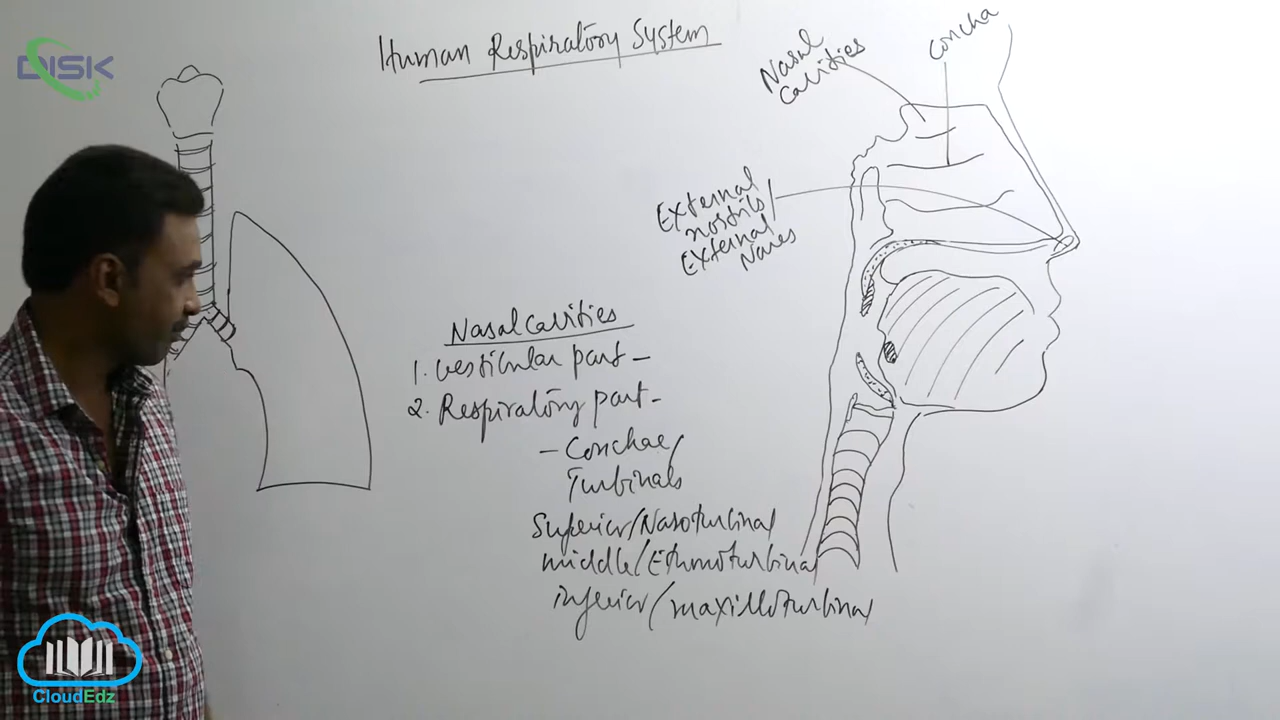 DISK
Human Respiratory System
Nasal
Cavities
Concha
External
nostrils/
External
Nares
Nasal cavities
1. Vestibular part -
2. Respiratory part -
- Conchae/
Turbinals
Superior/Nasoturbinal
middle/Ethmoturbinal
inferior/maxilloturbinal
CloudEdz